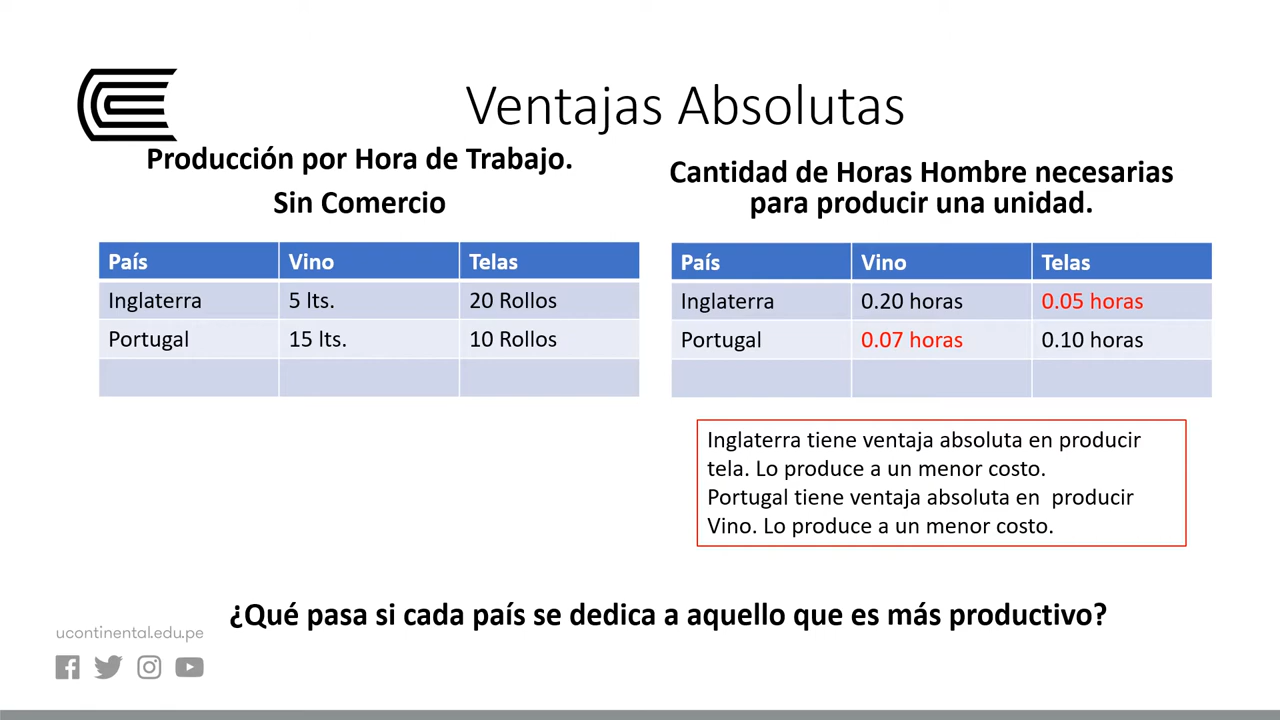 Ventajas Absolutas
Producción por Hora de Trabajo.
Sin Comercio
País Vino Telas
Inglaterra 5 lts. 20 Rollos
Portugal 15 lts. 10 Rollos
Cantidad de Horas Hombre necesarias
para producir una unidad.
País Vino Telas
Inglaterra 0.20 horas 0.05 horas
Portugal 0.07 horas 0.10 horas
Inglaterra tiene ventaja absoluta en producir
tela. Lo produce a un menor costo.
Portugal tiene ventaja absoluta en producir
Vino. Lo produce a un menor costo.
¿Qué pasa si cada país se dedica a aquello que es más productivo?
ucontinental.edu.pe